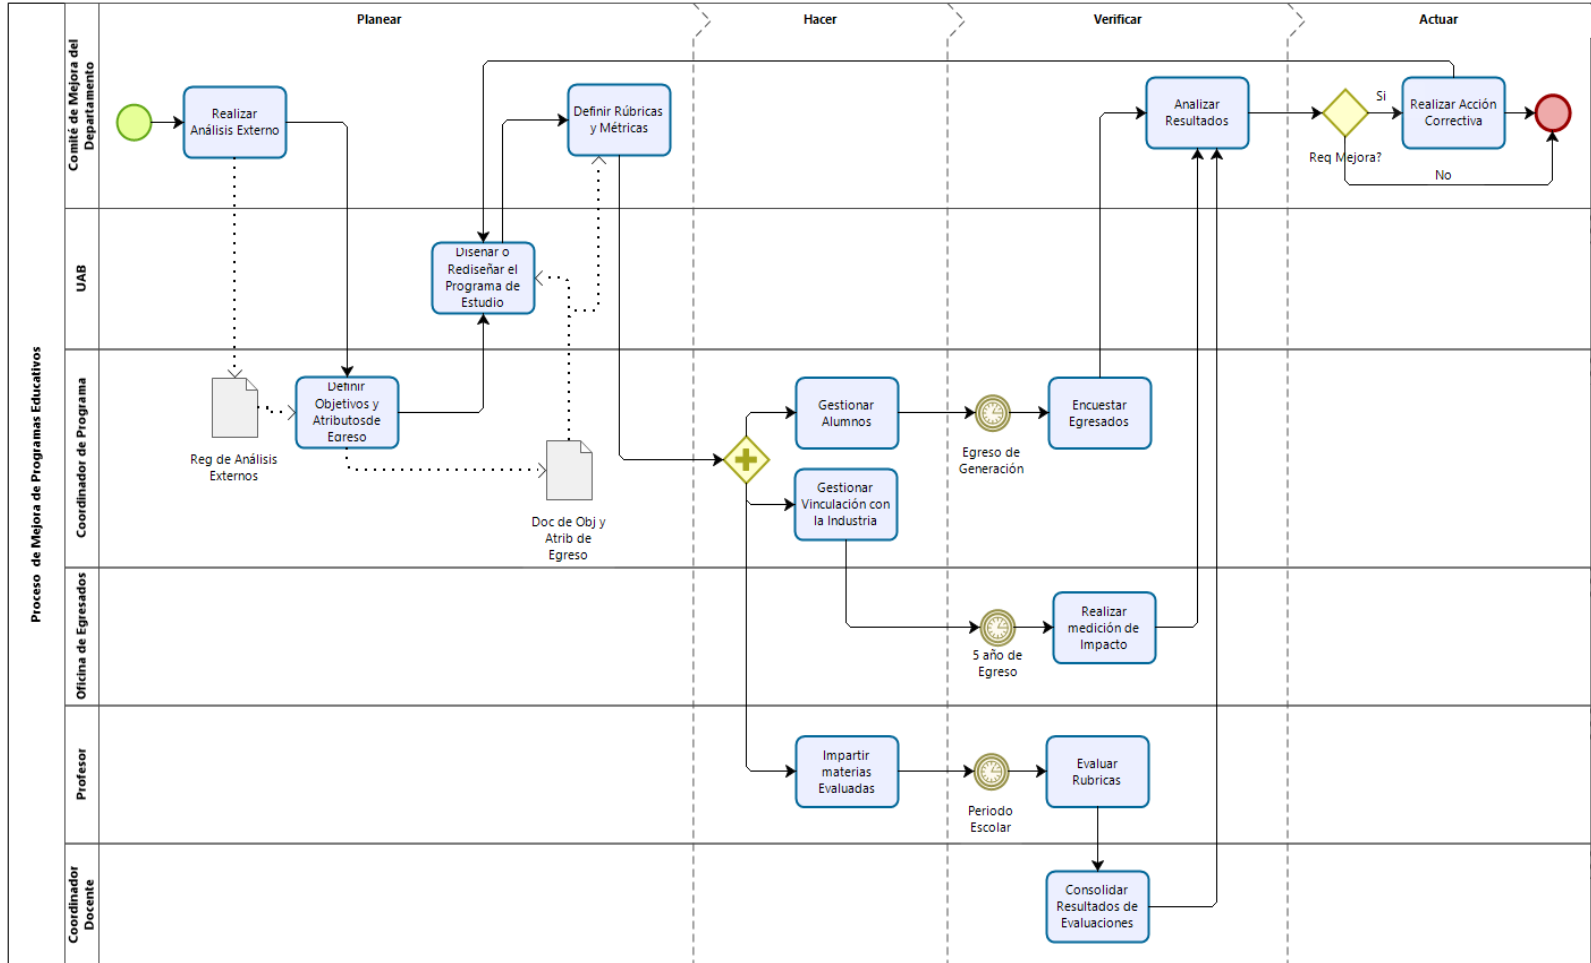 Planear
Hacer
Verificar
Actuar
Proceso de Mejora de Programas Educativos
Comité de Mejora del
Departamento
Realizar
Análisis Externo
Definir Rúbricas
y Métricas
Analizar
Resultados
Si
Req Mejora?
No
Realizar Acción
Correctiva
UAB
Diseñar o
Rediseñar el
Programa de
Estudio
Coordinador de Programa
Reg de Análisis
Externos
Definir
Objetivos y
Atributosde
Egreso
Doc de Obj y
Atrib de
Egreso
Gestionar
Alumnos
Gestionar
Vinculación con
la Industria
Egreso de
Generación
Encuestar
Egresados
Oficina de Egresados
5 año de
Egreso
Realizar
medición de
Impacto
Profesor
Impartir
materias
Evaluadas
Periodo
Escolar
Evaluar
Rubricas
Coordinador
Docente
Consolidar
Resultados de
Evaluaciones